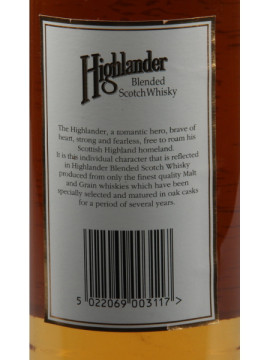 Highlander
Blended
Scotch Whisky
The Highlander, a romantic hero, brave of
heart, strong and fearless, free to roam his
Scottish Highland homeland.
It is this individual character that is reflected
in Highlander Blended Scotch Whisky
produced from only the finest quality Malt
and Grain whiskies which have been
specially selected and matured in oak casks
for a period of several years.
5 022069 003117 >